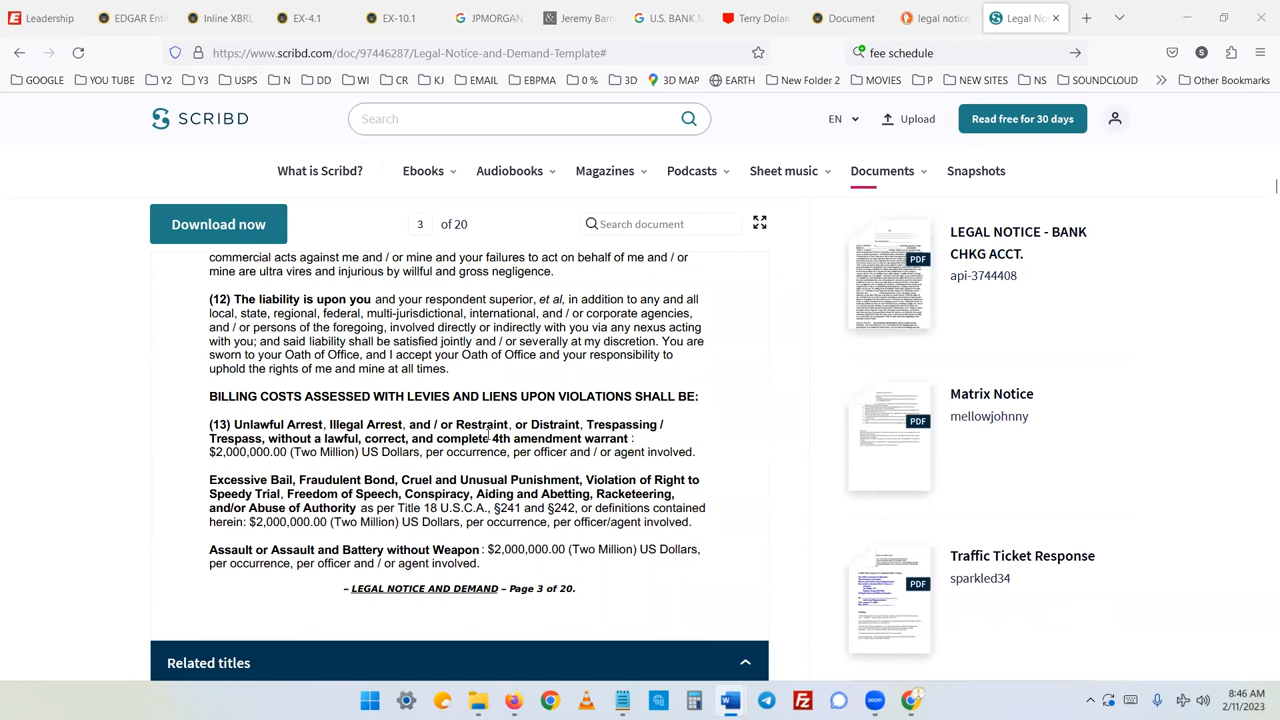 Leadership
EDGAR Enti
Inline XBRL
EX-4.1
EX-10.1
JPMORGAN
Jeremy Barn
U.S. BANK
Terry Dolan
Document
legal notice
Legal No
https://www.scribd.com/doc/97446287/Legal-Notice-and-Demand-Template#
fee schedule
GOOGLE
YOU TUBE
Y2
Y3
USPS
N
DD
WI
CR
KJ
EMAIL
EBPMA
0 %
3D
3D MAP
EARTH
New Folder 2
MOVIES
P
NEW SITES
NS
SOUNDCLOUD
Other Bookmarks
SCRIBD
Search
EN
Upload
Read free for 30 days
What is Scribd?
Ebooks
Audiobooks
Magazines
Podcasts
Sheet music
Documents
Snapshots
Download now
3 of 20
Search document
commercial acts against me and / or mine and your failures to act on behalf of me and / or
mine are ultra vires and injurious by willful and gross negligence.
(12) The liability is upon you and your respondent superior, et al, in addition to any and all
local, state, regional, federal, multi-jurisdictional, international, and / or corporate agencies,
and / or persons of the foregoing, involved directly or indirectly with you via any nexus acting
with you; and said liability shall be satisfied jointly and / or severally at my discretion. You are
sworn to your Oath of Office, and I accept your Oath of Office and your responsibility to
uphold the rights of me and mine at all times.
BILLING COSTS ASSESSED WITH LEVIES AND LIENS UPON VIOLATIONS SHALL BE:
Unlawful Arrest, Illegal Arrest, and / or Restraint, or Distraint, Trespassing /
Trespass, without a lawful, correct, and complete 4th amendment warrant :
$2,000,000.00 (Two Million) US Dollars, per occurrence, per officer and / or agent involved.
Excessive Bail, Fraudulent Bond, Cruel and Unusual Punishment, Violation of Right to
Speedy Trial, Freedom of Speech, Conspiracy, Aiding and Abetting, Racketeering,
and/or Abuse of Authority as per Title 18 U.S.C.A., §241 and §242, or definitions contained
herein: $2,000,000.00 (Two Million) US Dollars, per occurrence, per officer/agent involved.
Assault or Assault and Battery without Weapon : $2,000,000.00 (Two Million) US Dollars,
per occurrence, per officer and / or agent involved.
LEGAL NOTICE AND DEMAND – Page 3 of 20.
Related titles
LEGAL NOTICE - BANK
CHKG ACCT.
api-3744408
PDF
Matrix Notice
mellowjohnny
PDF
Traffic Ticket Response
sparkled34
PDF
zoom
2/11/2023